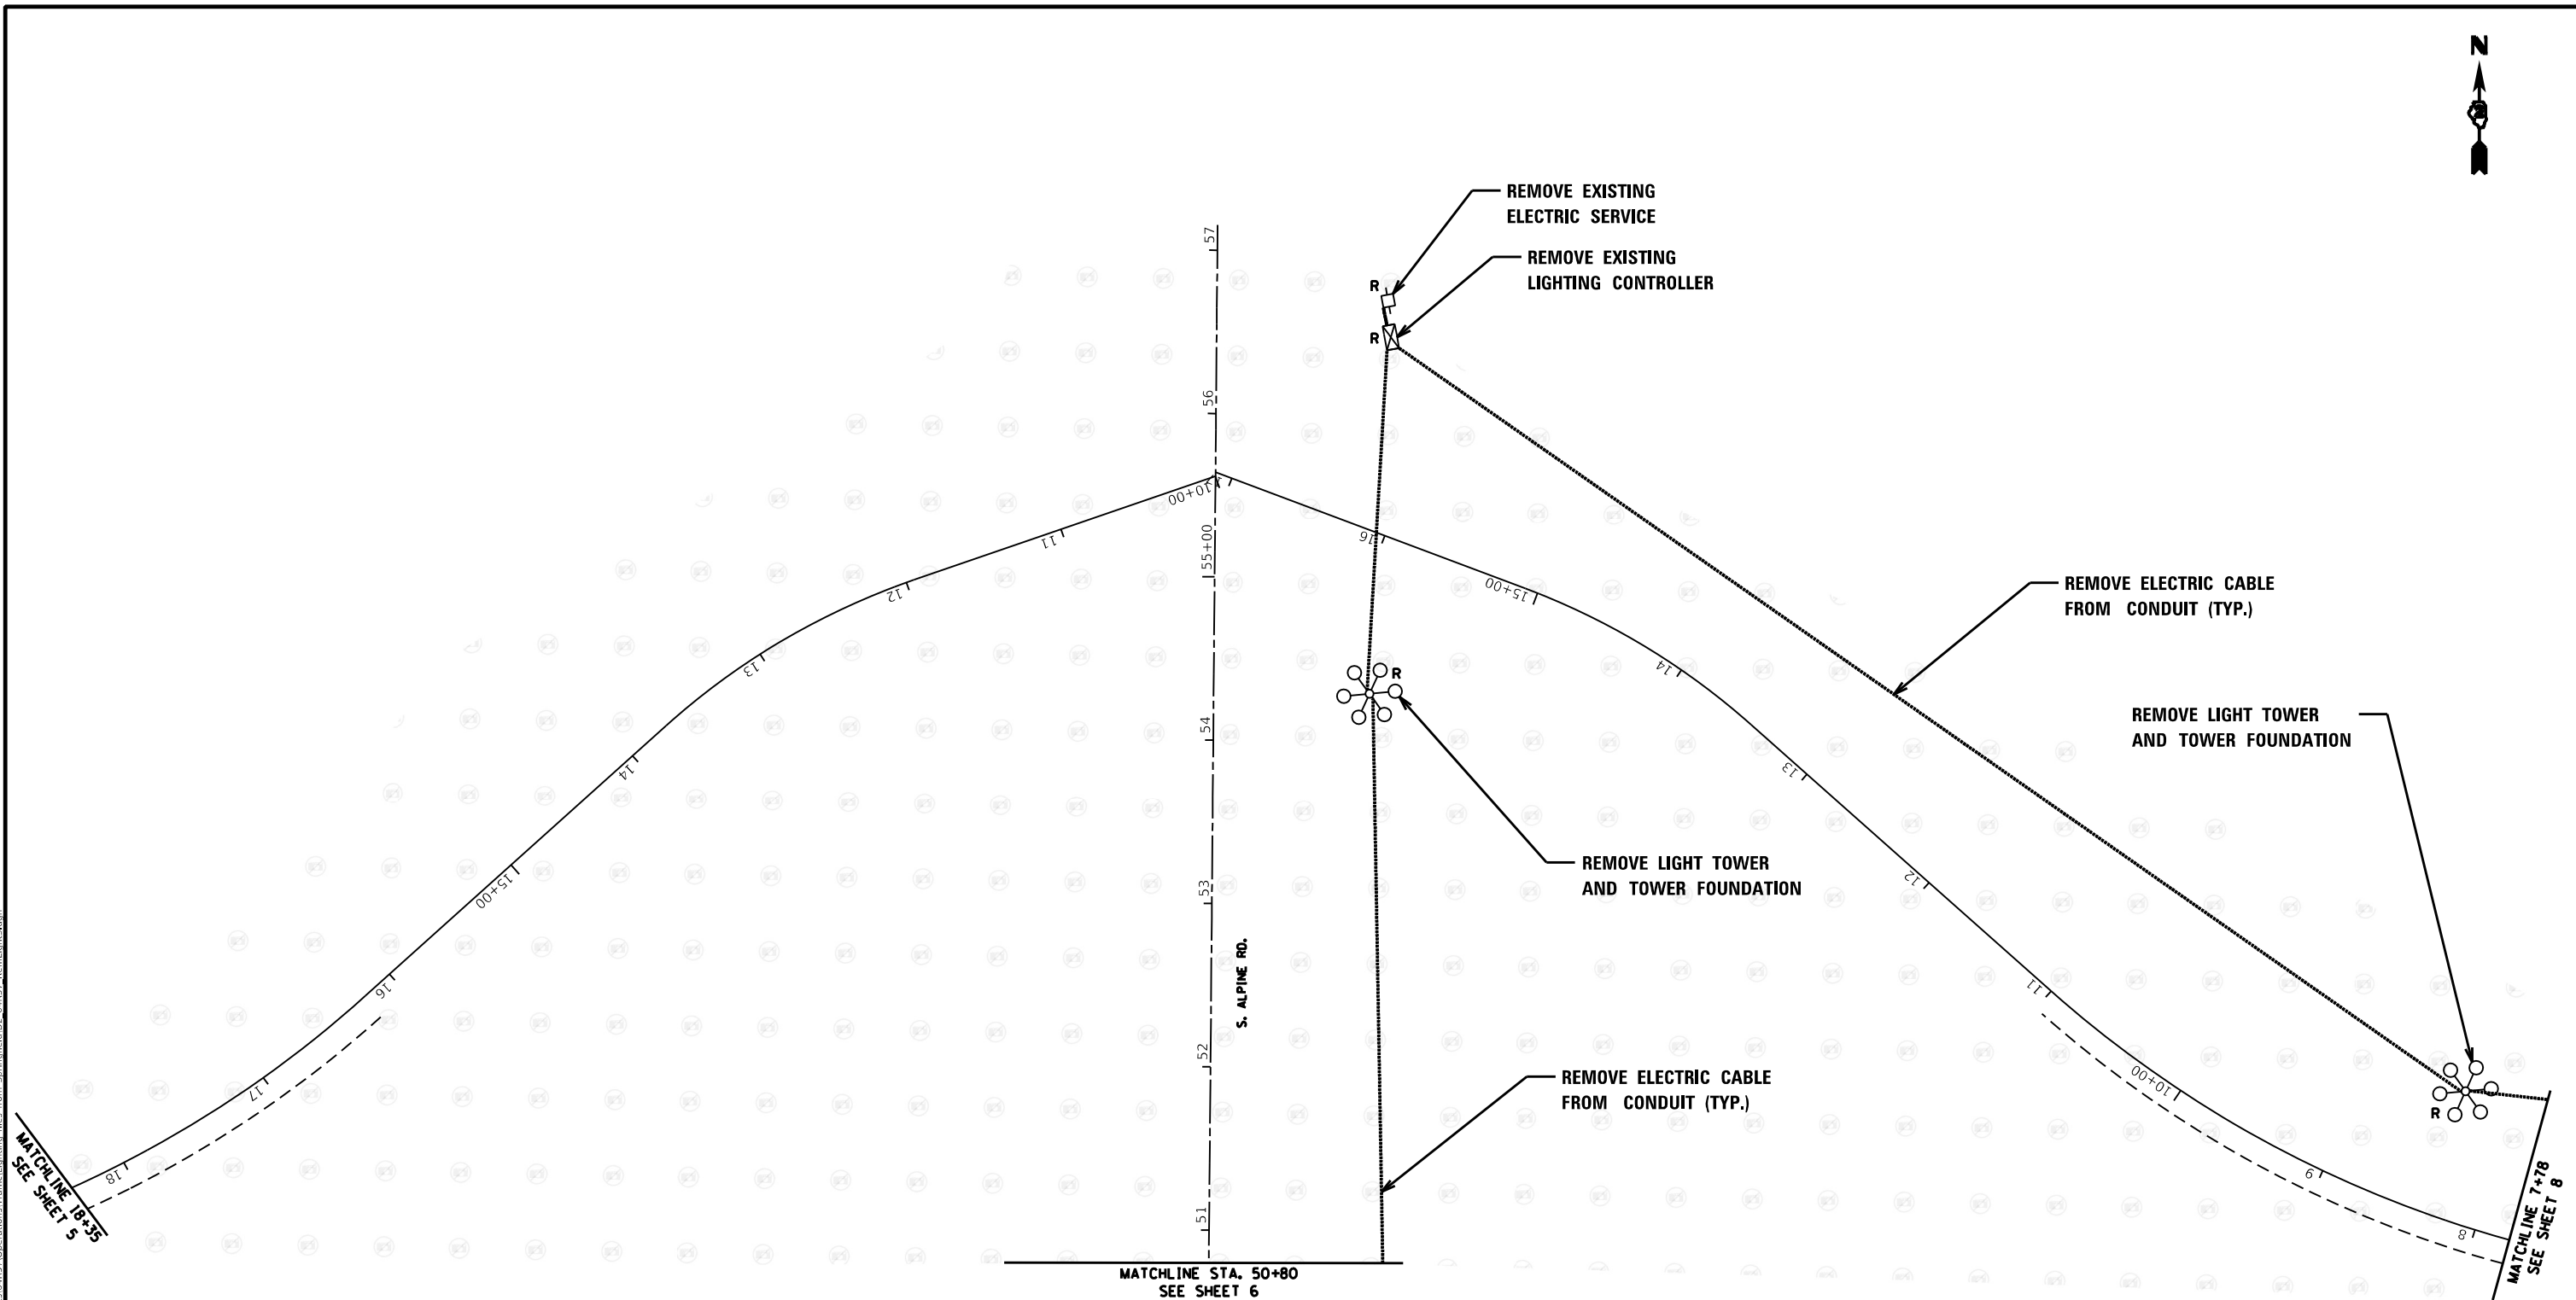 N
REMOVE EXISTING
ELECTRIC SERVICE
REMOVE EXISTING
LIGHTING CONTROLLER
R
R
57
56
55+00
54
53
52
51
S. ALPINE RD.
10+00
11
12
13
14
15+00
16
17
18
16
15+00
14
13
12
11
10+00
9
8
REMOVE ELECTRIC CABLE
FROM CONDUIT (TYP.)
R
REMOVE LIGHT TOWER
AND TOWER FOUNDATION
REMOVE LIGHT TOWER
AND TOWER FOUNDATION
R
REMOVE ELECTRIC CABLE
FROM CONDUIT (TYP.)
MATCHLINE 18+35
SEE SHEET 5
MATCHLINE STA. 50+80
SEE SHEET 6
MATCHLINE 7+78
SEE SHEET 8